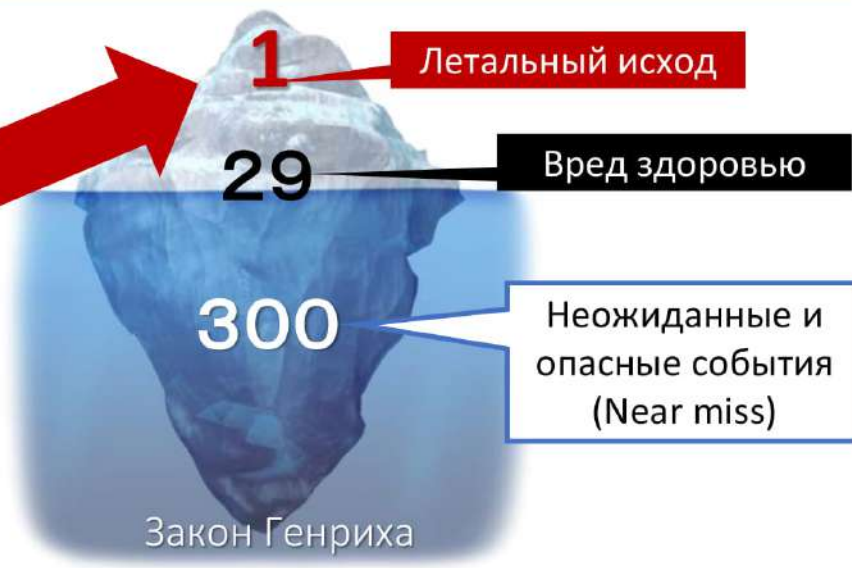 1
Летальный исход
29
Вред здоровью
300
Неожиданные и
опасные события
(Near miss)
Закон Генриха